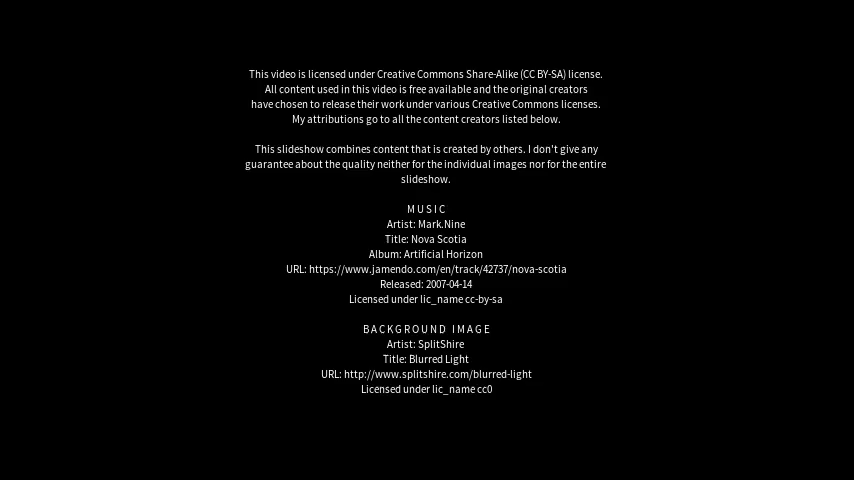 This video is licensed under Creative Commons Share-Alike (CC BY-SA) license.
All content used in this video is free available and the original creators
have chosen to release their work under various Creative Commons licenses.
My attributions go to all the content creators listed below.
This slideshow combines content that is created by others. I don't give any
guarantee about the quality neither for the individual images nor for the entire
slideshow.
MUSIC
Artist: Mark.Nine
Title: Nova Scotia
Album: Artificial Horizon
URL: https://www.jamendo.com/en/track/42737/nova-scotia
Released: 2007-04-14
Licensed under lic_name cc-by-sa
BACKGROUND IMAGE
Artist: SplitShire
Title: Blurred Light
URL: http://www.splitshire.com/blurred-light
Licensed under lic_name cc0